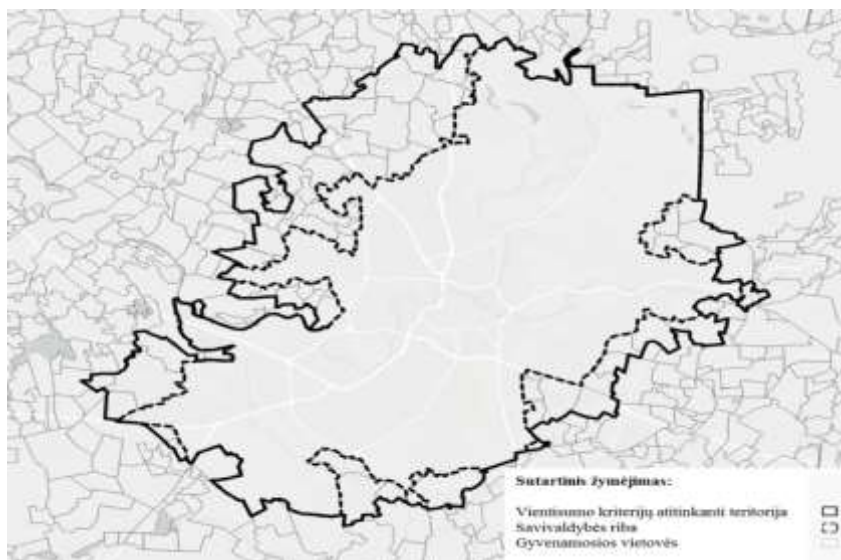 Sutartinis žymėjimas:
Vientisumo kriterijų atitinkanti teritorija
Savivaldybės riba
Gyvenamosios vietovės